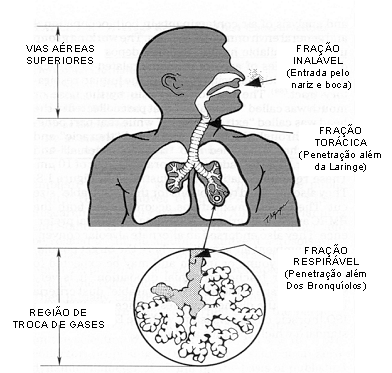 VIAS AÉREAS
SUPERIORES
FRAÇÃO
INALÁVEL
(Entrada pelo
nariz e boca)
FRAÇÃO
TORÁCICA
(Penetração além
da Laringe)
FRAÇÃO
RESPIRÁVEL
(Penetração além
Dos Bronquíolos)
REGIÃO DE
TROCA DE GASES